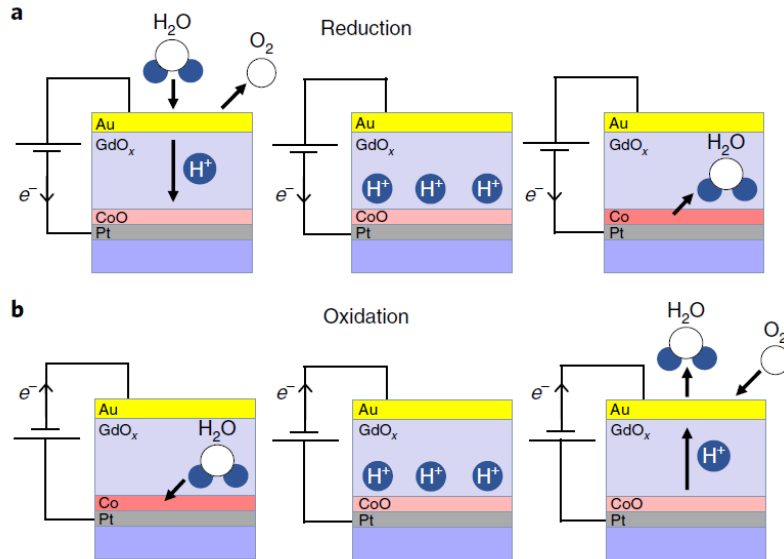 a
Reduction
H₂O
O₂
Au
GdOₓ
H⁺
e⁻
CoO
Pt
Au
GdOₓ
H⁺ H⁺ H⁺
CoO
Pt
Au
GdOₓ
H₂O
e⁻
Co
Pt
b
Oxidation
e⁻
Au
GdOₓ
H₂O
Co
Pt
e⁻
Au
GdOₓ
H⁺ H⁺ H⁺
CoO
Pt
H₂O
O₂
e⁻
Au
GdOₓ
H⁺
CoO
Pt